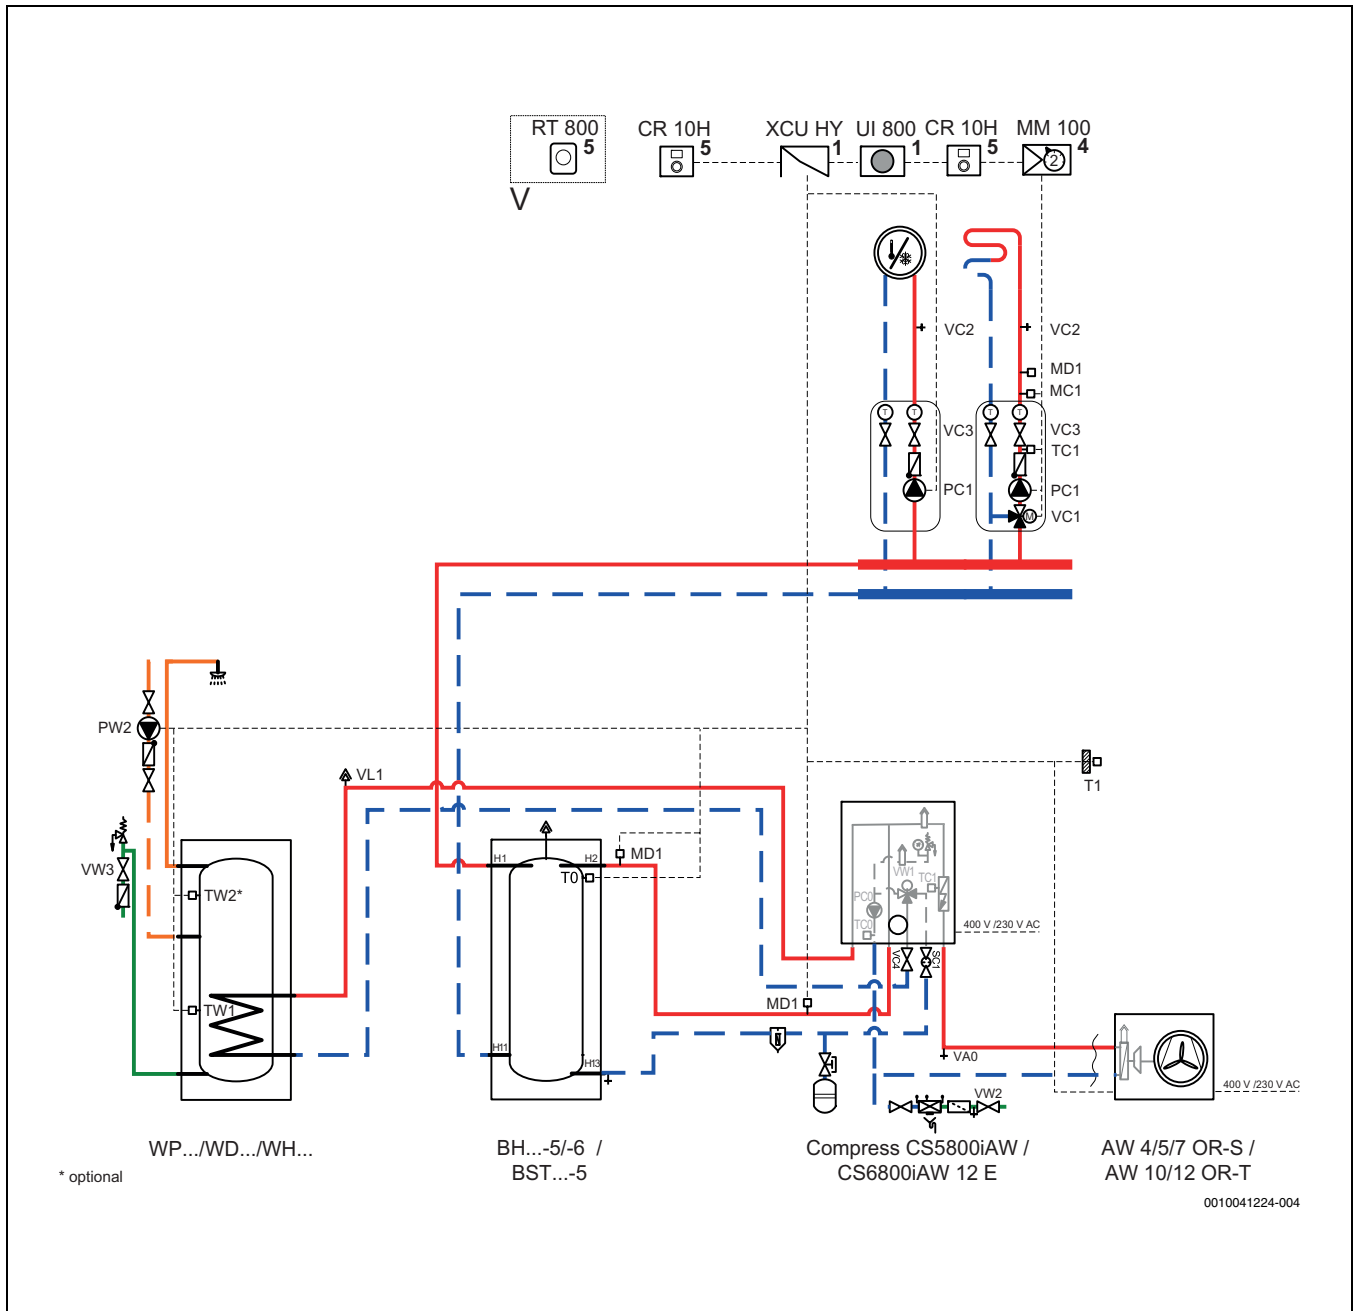 RT 800
5
CR 10H
5
XCU HY
1
UI 800
1
CR 10H
5
MM 100
4
2
V
VC2
VC2
MD1
MC1
T
T
T
T
VC3
VC3
TC1
PC1
PC1
M
VC1
PW2
VL1
T1
H1
H2
MD1
T0
VW3
TW2*
VW1
TC1
PC0
TC0
400 V /230 V AC
VC4
SC1
TW1
MD1
H11
H13
VA0
VW2
400 V /230 V AC
WP.../WD.../WH...
BH...-5/-6 /
BST...-5
Compress CS5800iAW /
CS6800iAW 12 E
AW 4/5/7 OR-S /
AW 10/12 OR-T
* optional
0010041224-004